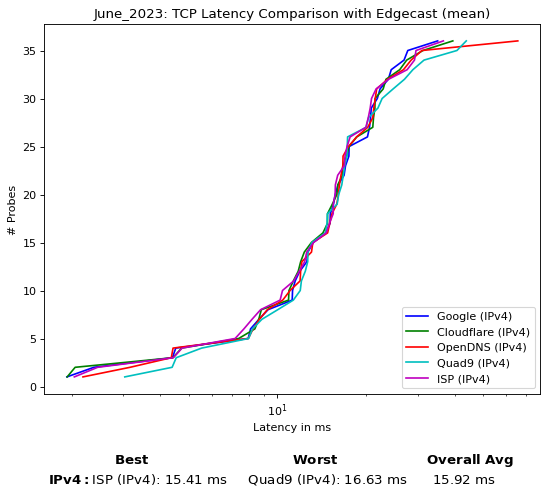 June_2023: TCP Latency Comparison with Edgecast (mean)
# Probes
35
30
25
20
15
10
5
0
Google (IPv4)
Cloudflare (IPv4)
OpenDNS (IPv4)
Quad9 (IPv4)
ISP (IPv4)
10¹
Latency in ms
Best Worst Overall Avg
IPv4: ISP (IPv4): 15.41 ms Quad9 (IPv4): 16.63 ms 15.92 ms